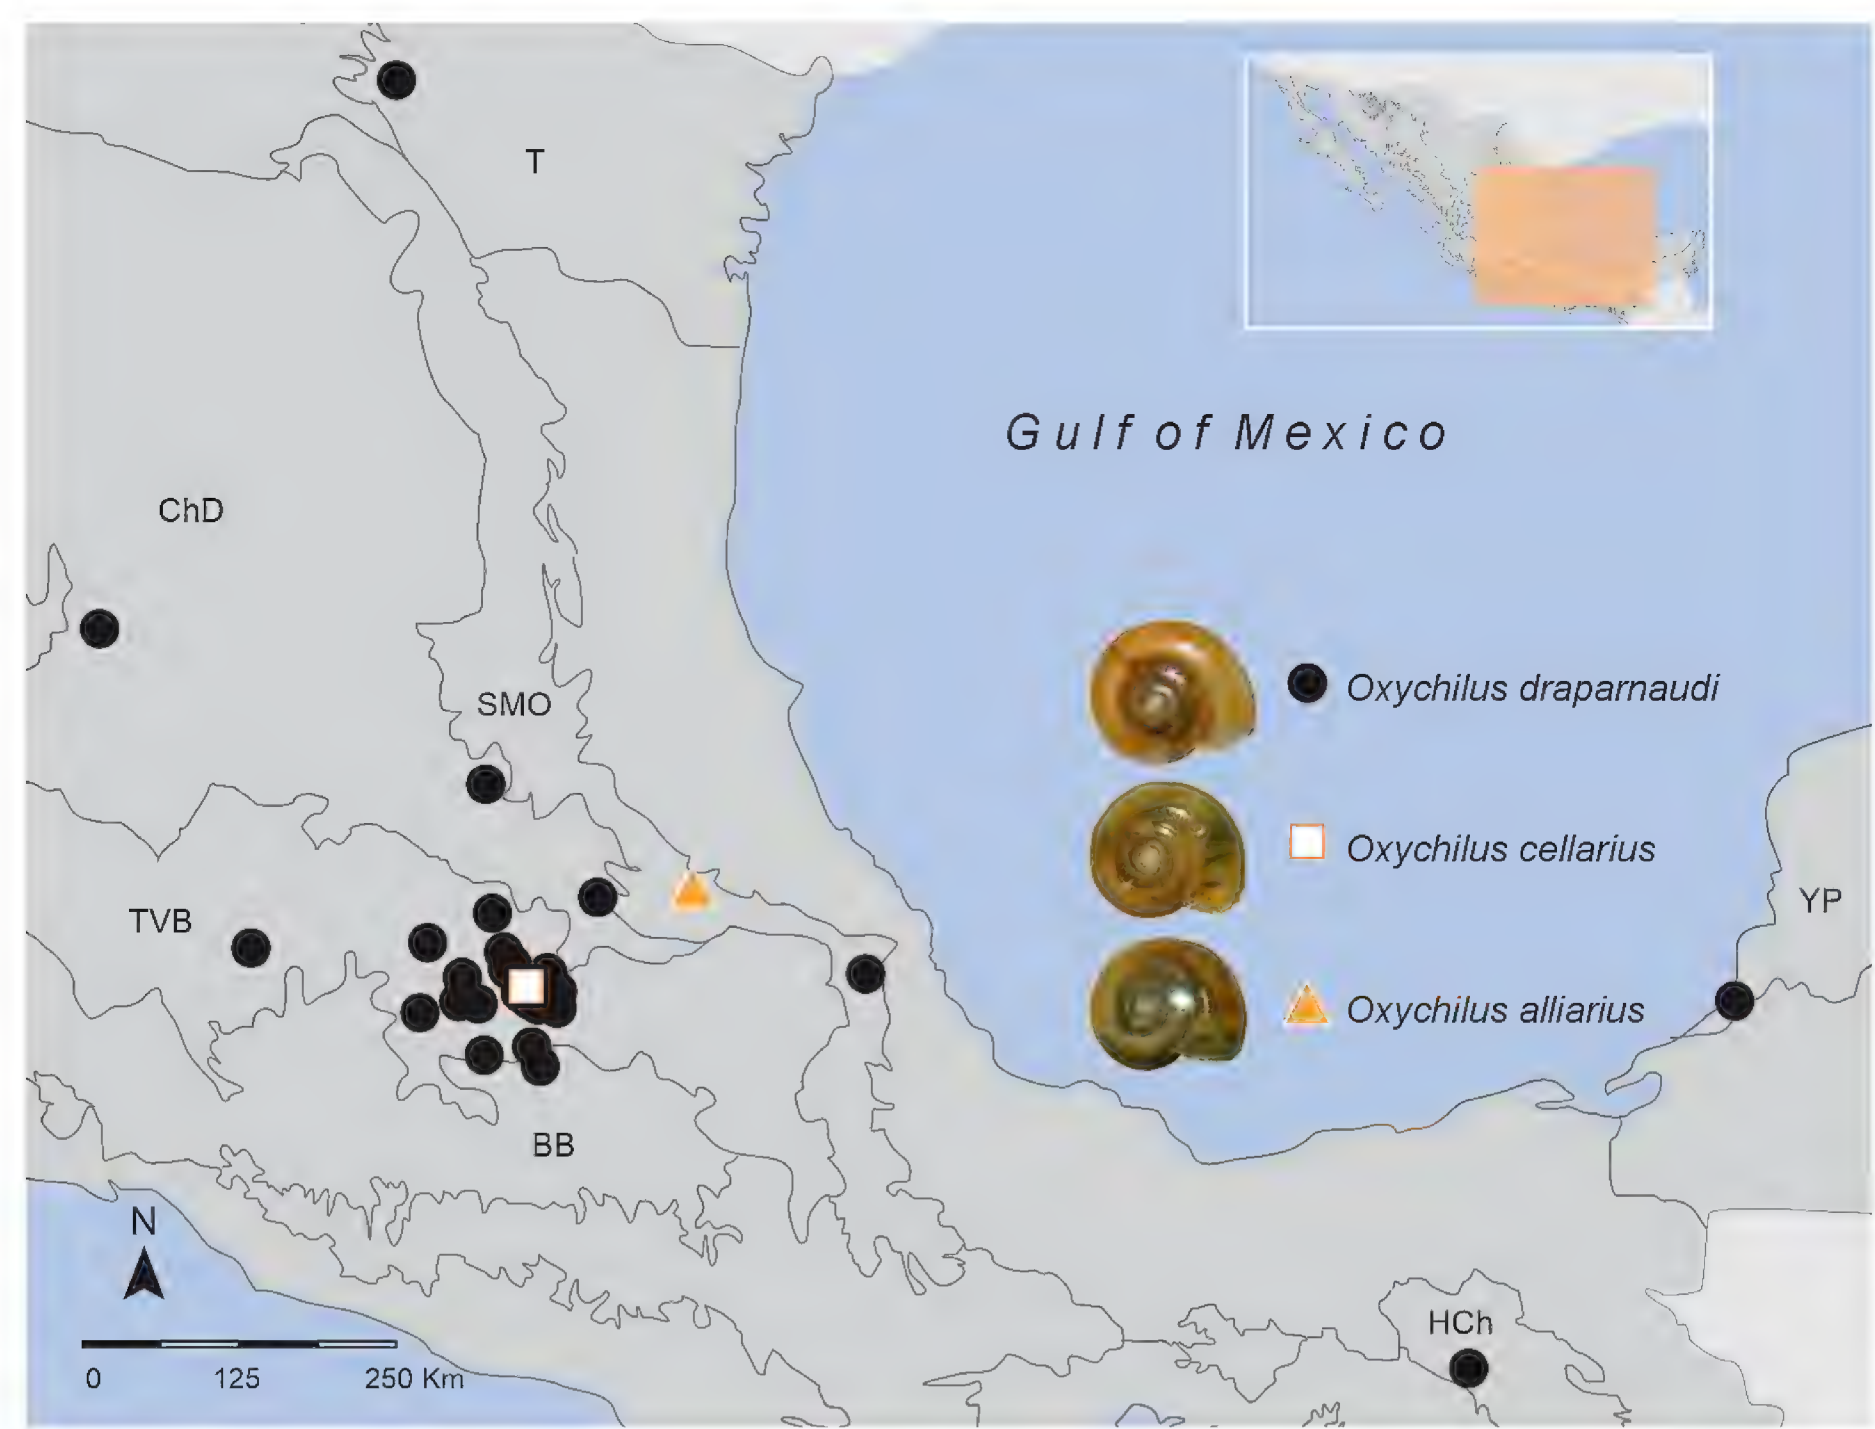 T
Gulf of Mexico
ChD
SMO
Oxychilus draparnaudi
Oxychilus cellarius
TVB
YP
Oxychilus alliarius
BB
N
HCh
0 125 250 Km